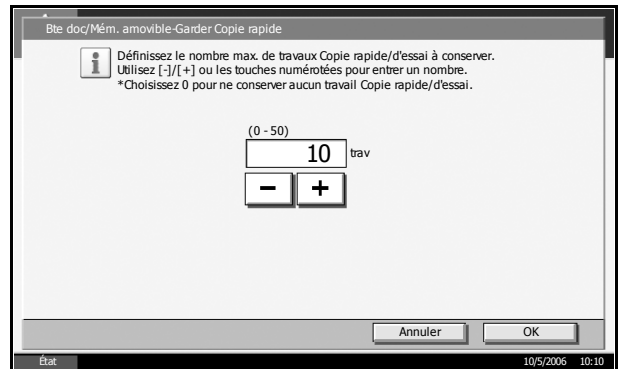 Bte doc/Mém. amovible-Garder Copie rapide
Définissez le nombre max. de travaux Copie rapide/d'essai à conserver.
Utilisez [-]/[+] ou les touches numérotées pour entrer un nombre.
*Choisissez 0 pour ne conserver aucun travail Copie rapide/d'essai.
(0 - 50)
10 trav
− +
Annuler OK
État 10/5/2006 10:10